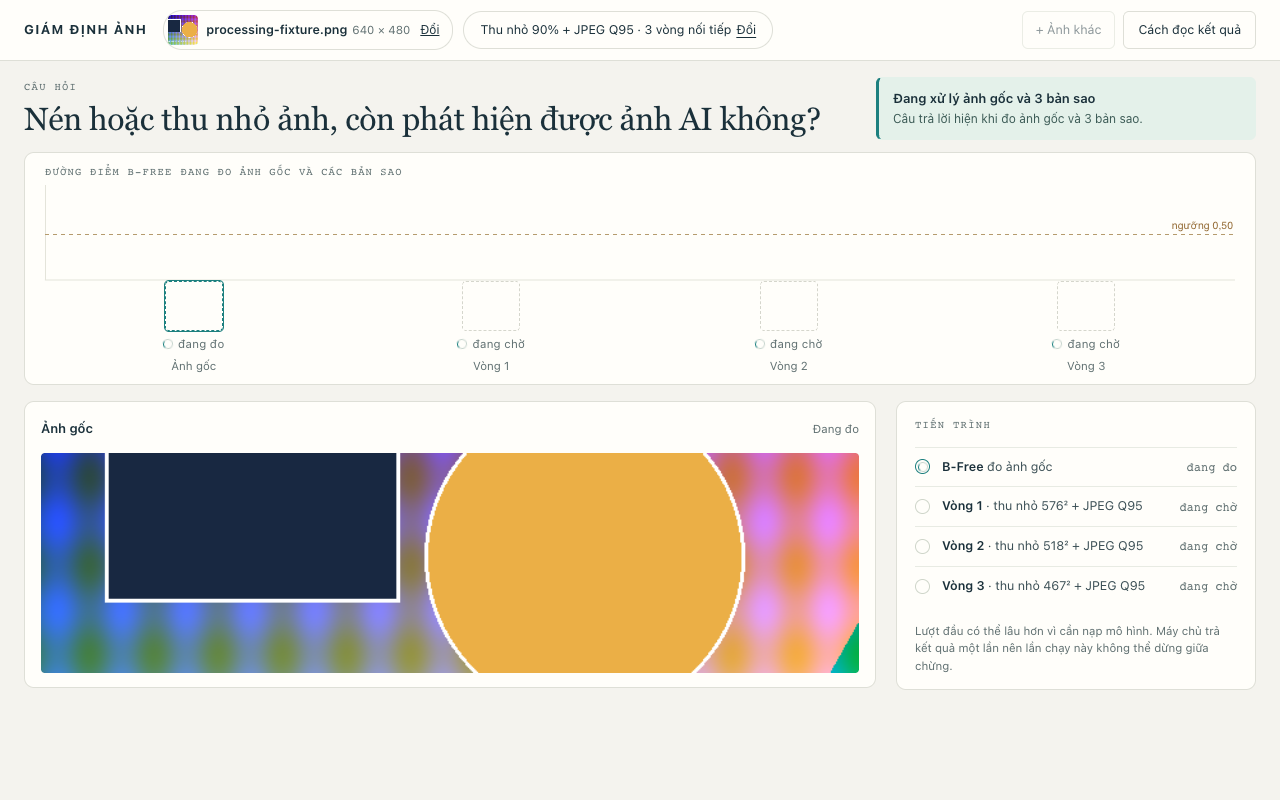 GIÁM ĐỊNH ẢNH
processing-fixture.png 640 × 480 Đổi
Thu nhỏ 90% + JPEG Q95 · 3 vòng nối tiếp Đổi
+ Ảnh khác
Cách đọc kết quả
CÂU HỎI
Nén hoặc thu nhỏ ảnh, còn phát hiện được ảnh AI không?
Đang xử lý ảnh gốc và 3 bản sao
Câu trả lời hiện khi đo ảnh gốc và 3 bản sao.
ĐƯỜNG ĐIỂM B-FREE ĐANG ĐO ẢNH GỐC VÀ CÁC BẢN SAO
ngưỡng 0,50
đang đo
Ảnh gốc
đang chờ
Vòng 1
đang chờ
Vòng 2
đang chờ
Vòng 3
Ảnh gốc
Đang đo
TIẾN TRÌNH
B-Free đo ảnh gốc đang đo
Vòng 1 · thu nhỏ 576² + JPEG Q95 đang chờ
Vòng 2 · thu nhỏ 518² + JPEG Q95 đang chờ
Vòng 3 · thu nhỏ 467² + JPEG Q95 đang chờ
Lượt đầu có thể lâu hơn vì cần nạp mô hình. Máy chủ trả
kết quả một lần nên lần chạy này không thể dừng giữa
chừng.